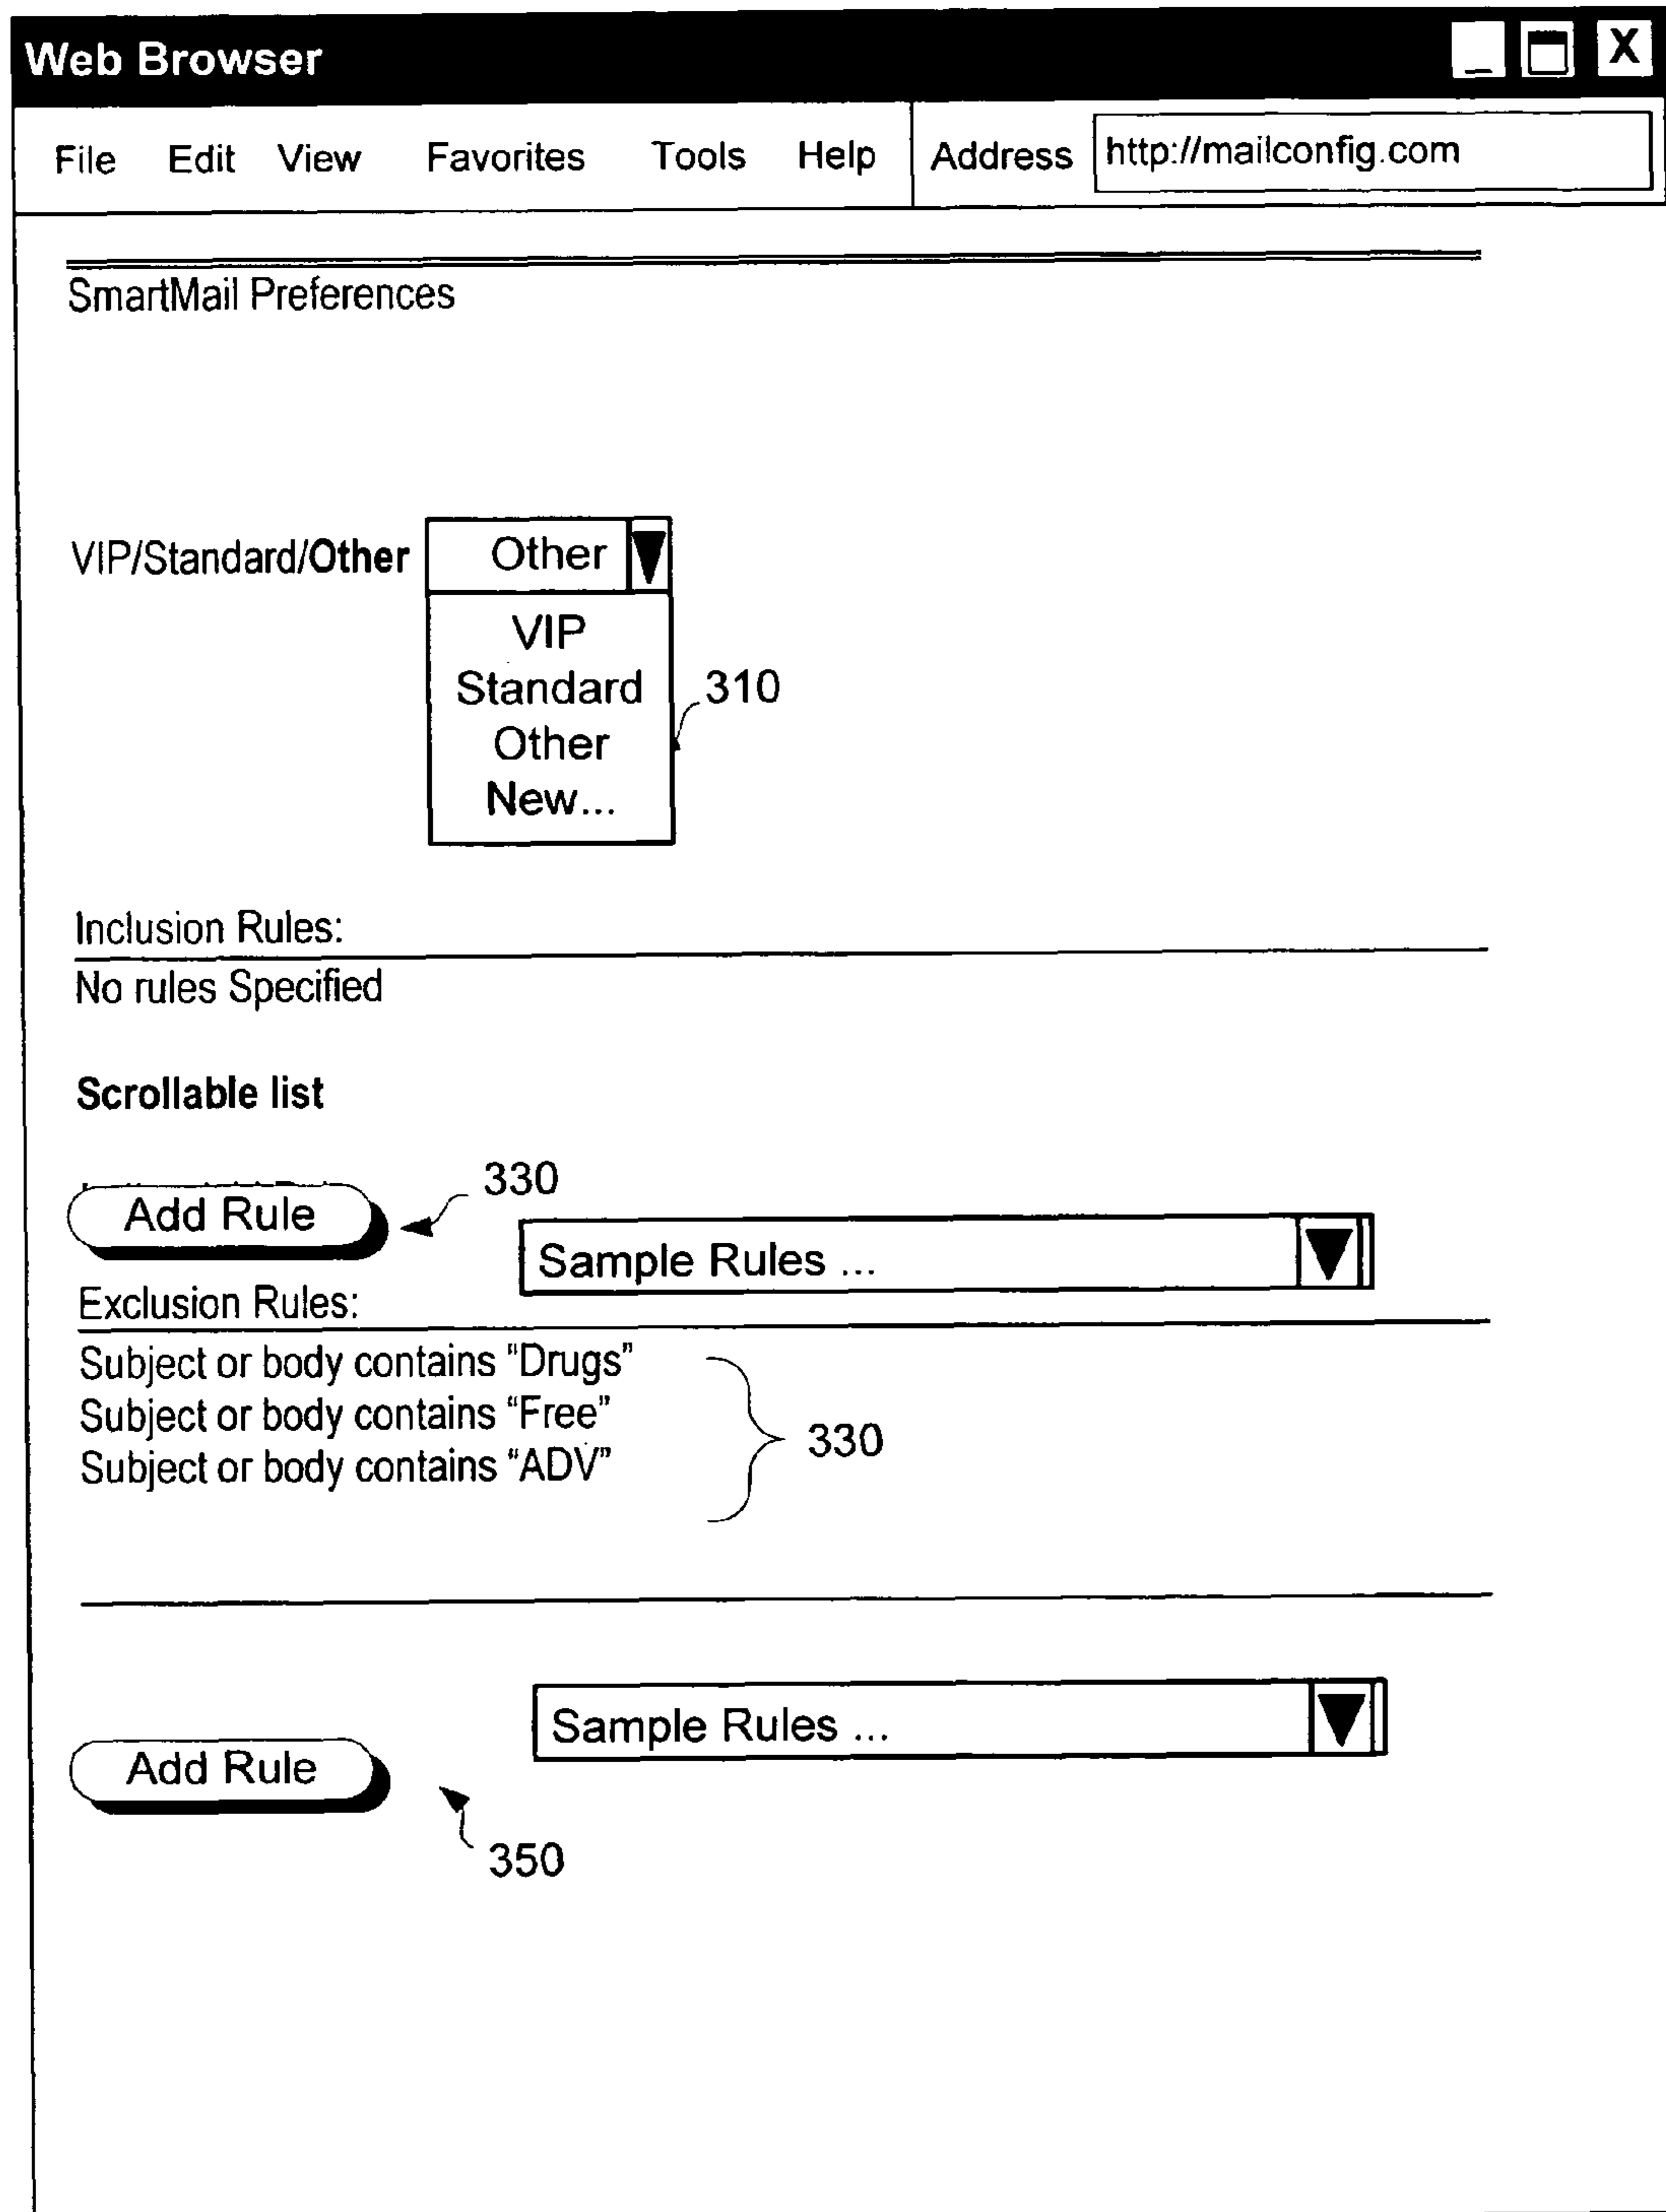 Web Browser _ X
File Edit View Favorites Tools Help Address http://mailconfig.com
SmartMail Preferences
VIP/Standard/Other Other
VIP
Standard
310
Other
New...
Inclusion Rules:
No rules Specified
Scrollable list
330
Add Rule
Sample Rules ...
Exclusion Rules:
Subject or body contains “Drugs”
Subject or body contains “Free”
330
Subject or body contains “ADV”
Sample Rules ...
Add Rule
350